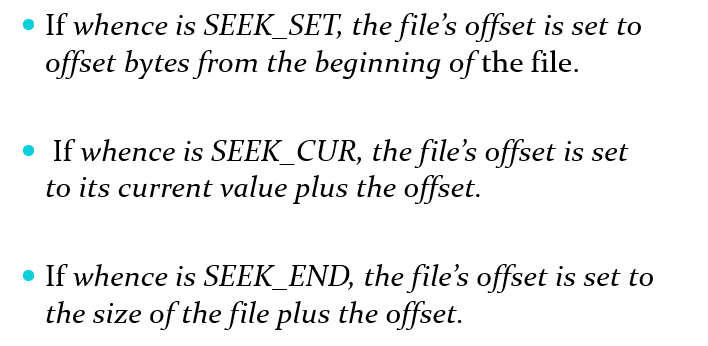 If whence is SEEK_SET, the file’s offset is set to
offset bytes from the beginning of the file.
If whence is SEEK_CUR, the file’s offset is set
to its current value plus the offset.
If whence is SEEK_END, the file’s offset is set to
the size of the file plus the offset.